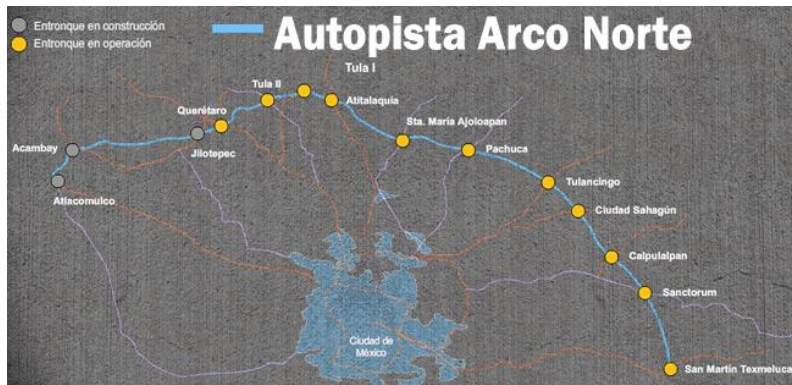 Entronque en construcción
Entronque en operación
Autopista Arco Norte
Tula I
Tula II
Atitalaquia
Querétaro
Sta. María Ajoloapan
Acambay
Jilotepec
Pachuca
Atlacomulco
Tulancingo
Ciudad Sahagún
Calpulalpan
Sanctorum
Ciudad de
México
San Martín Texmeluca